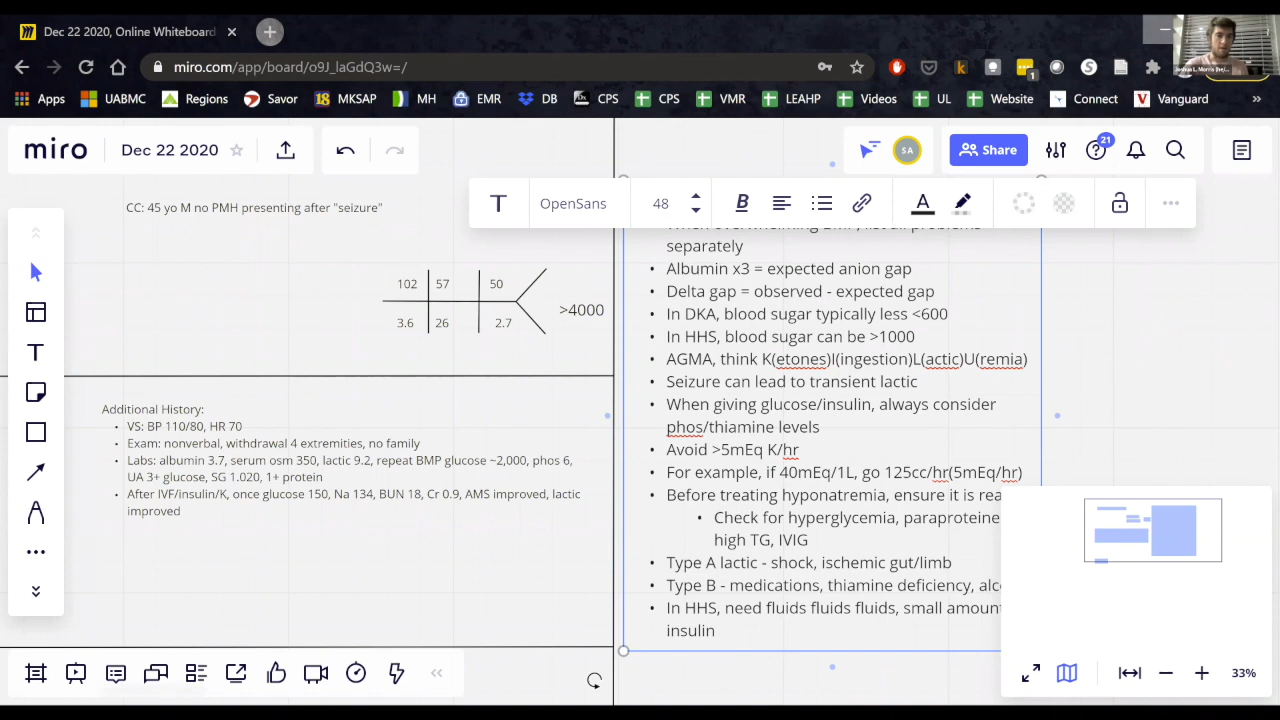 Dec 22 2020, Online Whiteboard
miro.com/app/board/o9J_laGdQ3w=/
1
Apps UABMC Regions Savor MKSAP MH EMR DB CPS CPS VMR LEAHP Videos UL Website Connect Vanguard »
miro Dec 22 2020
SA Share 21
T OpenSans 48 B A
CC: 45 yo M no PMH presenting after "seizure"
102 57 50
>4000
3.6 26 2.7
Additional History:
VS: BP 110/80, HR 70
Exam: nonverbal, withdrawal 4 extremities, no family
Labs: albumin 3.7, serum osm 350, lactic 9.2, repeat BMP glucose ~2,000, phos 6,
UA 3+ glucose, SG 1.020, 1+ protein
After IVF/insulin/K, once glucose 150, Na 134, BUN 18, Cr 0.9, AMS improved, lactic
improved
separately
• Albumin x3 = expected anion gap
• Delta gap = observed - expected gap
• In DKA, blood sugar typically less <600
• In HHS, blood sugar can be >1000
• AGMA, think K(etones)I(ingestion)L(actic)U(remia)
• Seizure can lead to transient lactic
• When giving glucose/insulin, always consider
phos/thiamine levels
• Avoid >5mEq K/hr
• For example, if 40mEq/1L, go 125cc/hr(5mEq/hr)
• Before treating hyponatremia, ensure it is rea
• Check for hyperglycemia, paraproteine
high TG, IVIG
• Type A lactic - shock, ischemic gut/limb
• Type B - medications, thiamine deficiency, alc
• In HHS, need fluids fluids fluids, small amoun
insulin
33%